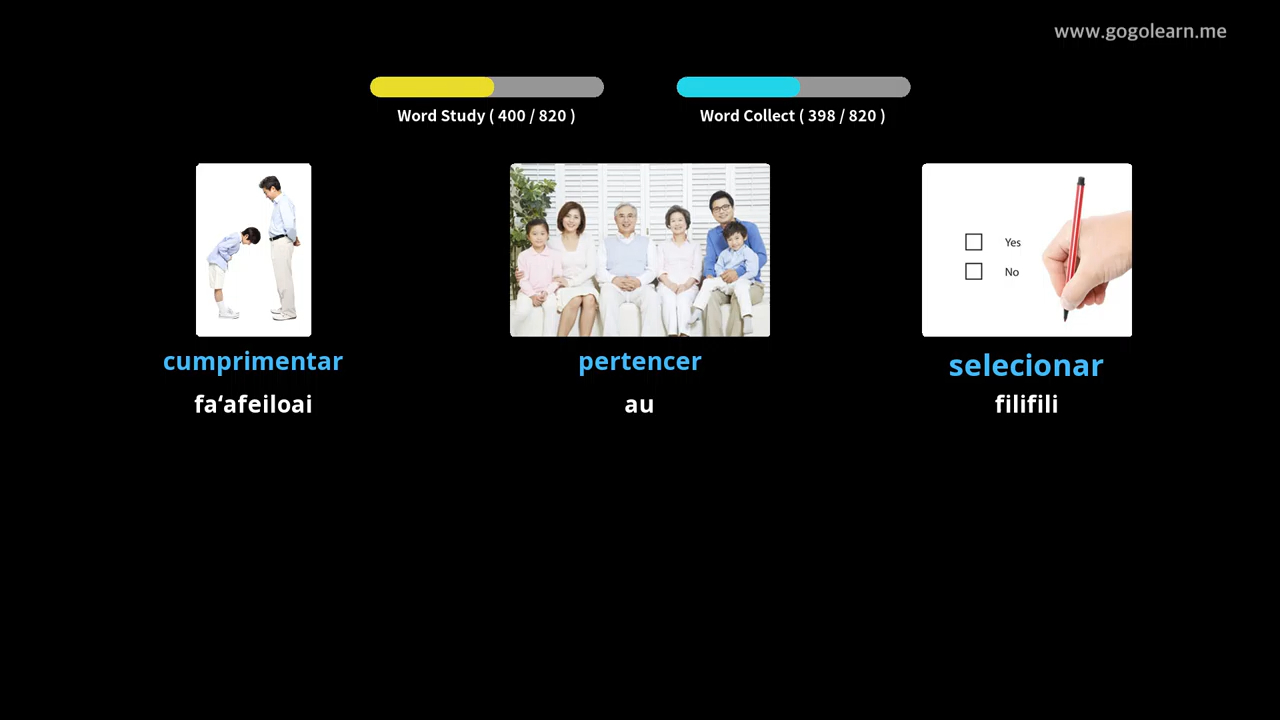 www.gogolearn.me
Word Study ( 400 / 820 )
Word Collect ( 398 / 820 )
Yes
No
cumprimentar
pertencer
selecionar
fa‘afeiloai
au
filifili